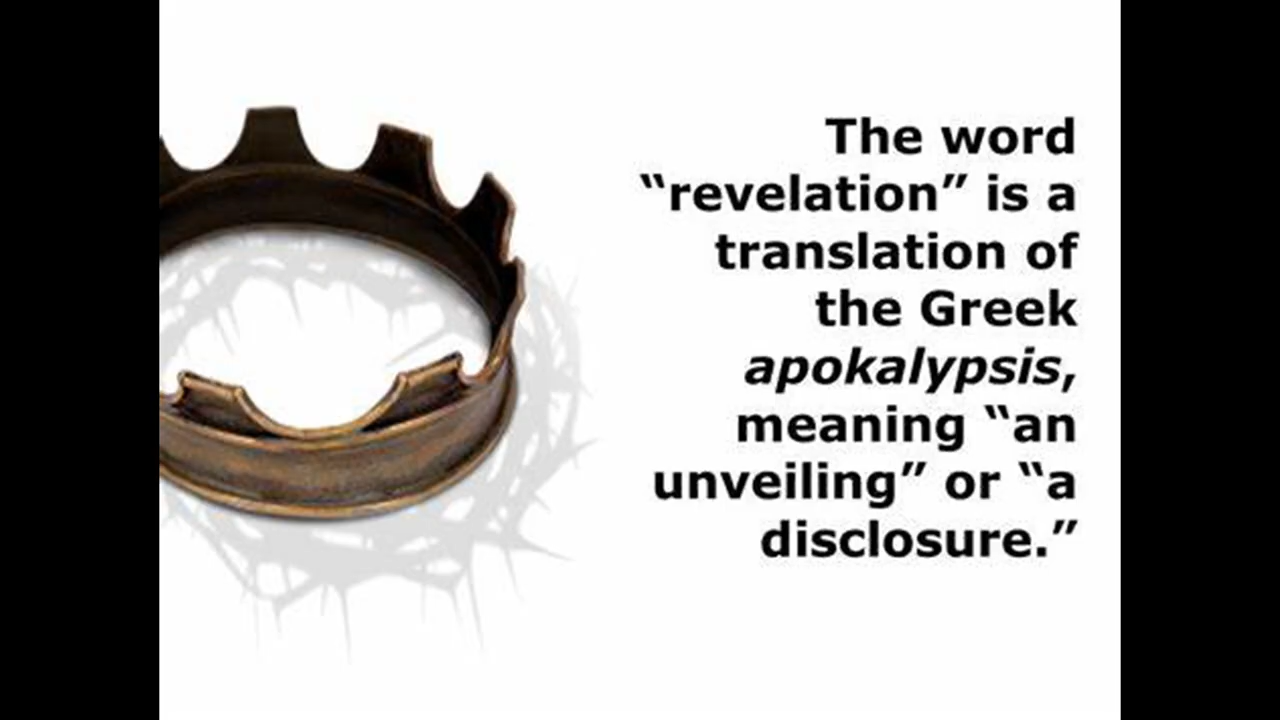 The word
“revelation” is a
translation of
the Greek
apokalypsis,
meaning “an
unveiling” or “a
disclosure.”